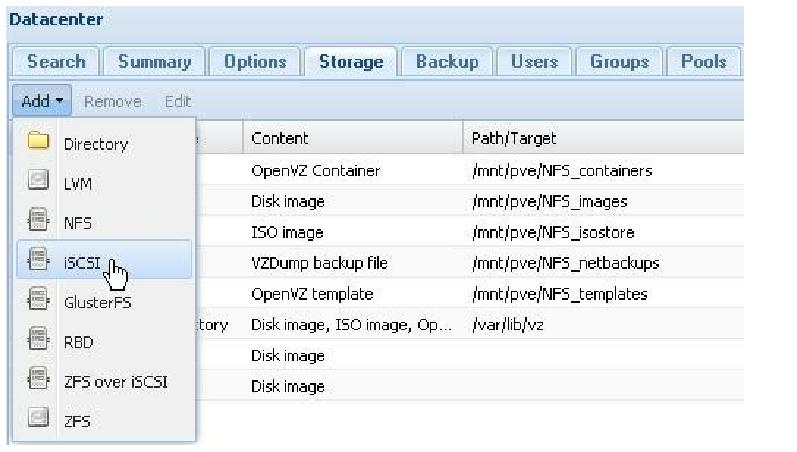 Datacenter
Search Summary Options Storage Backup Users Groups Pools
Add Remove Edit
Content Path/Target
Directory
OpenVZ Container /mnt/pve/NFS_containers
LVM
Disk image /mnt/pve/NFS_images
NFS
ISO image /mnt/pve/NFS_isostore
iSCSI
VZDump backup file /mnt/pve/NFS_netbackups
GlusterFS
OpenVZ template /mnt/pve/NFS_templates
tory Disk image, ISO image, Op... /var/lib/vz
RBD
Disk image
ZFS over iSCSI
Disk image
ZFS